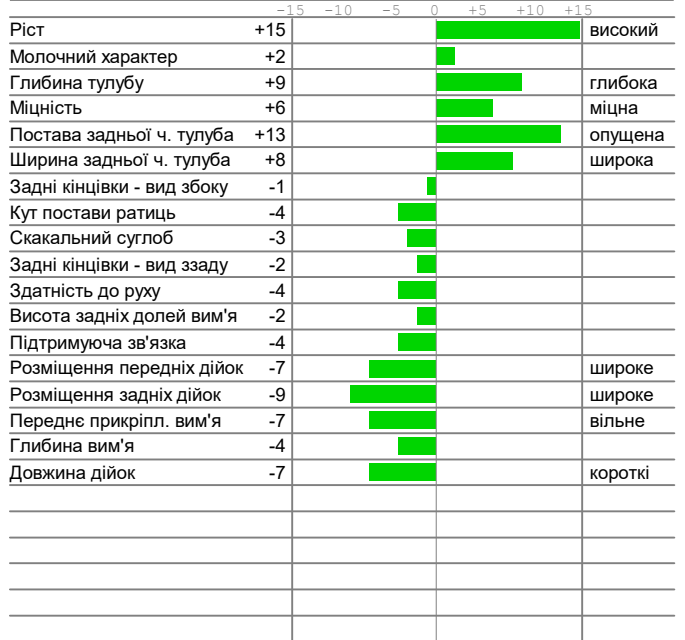 -15 -10 -5 0 +5 +10 +15
Ріст +15 високий
Молочний характер +2
Глибина тулубу +9 глибока
Міцність +6 міцна
Постава задньої ч. тулуба +13 опущена
Ширина задньої ч. тулуба +8 широка
Задні кінцівки - вид збоку -1
Кут постави ратиць -4
Скакальний суглоб -3
Задні кінцівки - вид ззаду -2
Здатність до руху -4
Висота задніх долей вим'я -2
Підтримуюча зв'язка -4
Розміщення передніх дійок -7 широке
Розміщення задніх дійок -9 широке
Переднє прикріпл. вим'я -7 вільне
Глибина вим'я -4
Довжина дійок -7 короткі